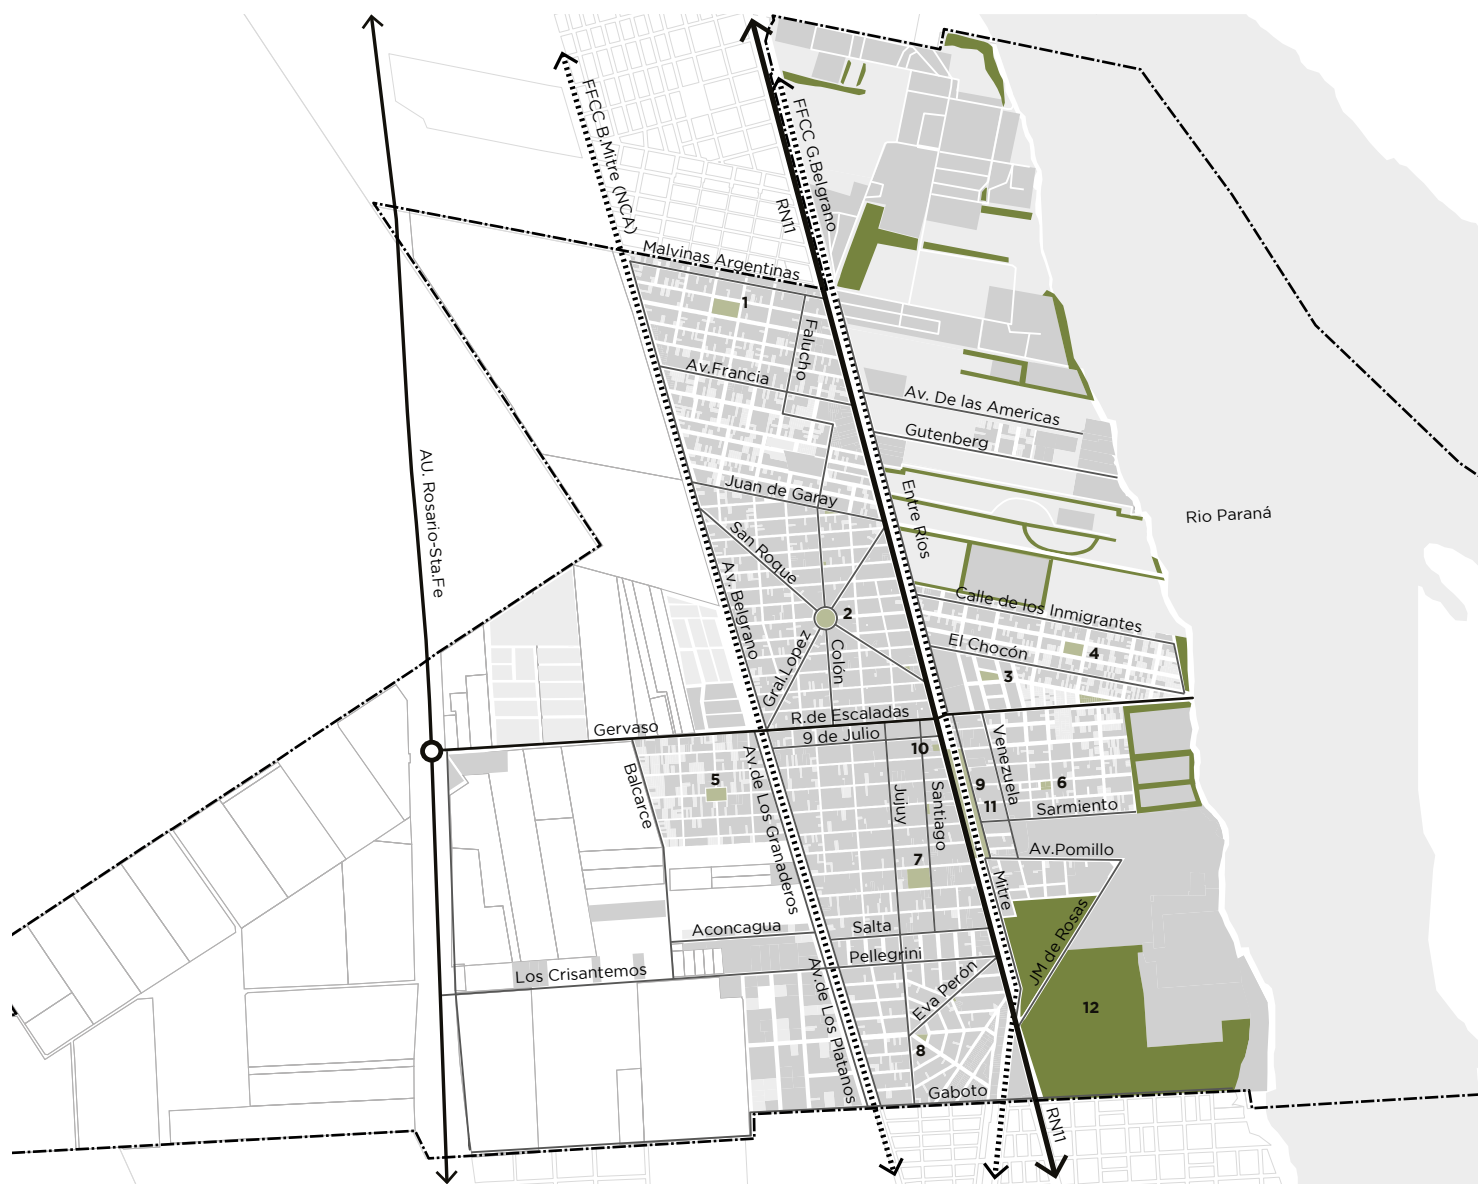 FFCC B.Mitre (NCA)
FFCC G.Belgrano
RN11
Malvinas Argentinas
1
Falucho
Av.Francia
Av. De las Americas
Gutenberg
AU. Rosario-Sta.Fe
Juan de Garay
Entre Ríos
Rio Paraná
San Roque
Av. Belgrano
Calle de los Inmigrantes
2
El Chocón
4
Gral.Lopez
Colón
3
Gervaso
R.de Escaladas
9 de Julio
10
Venezuela
Balcarce
5
Av.de Los Granaderos
Jujuy
Santiago
9
6
11
Sarmiento
Av.Pomillo
7
Mitre
Aconcagua
Salta
JM de Rosas
Pellegrini
Los Crisantemos
Av.de Los Platanos
Eva Perón
12
8
Gaboto
RN11